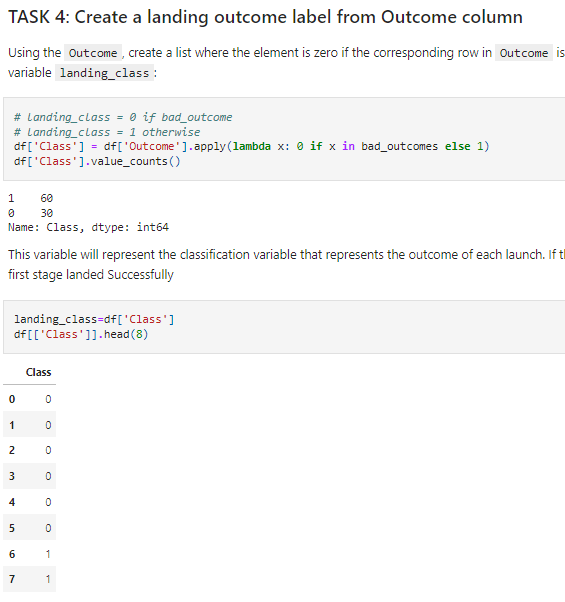 TASK 4: Create a landing outcome label from Outcome column
Using the Outcome , create a list where the element is zero if the corresponding row in Outcome is
variable landing_class :
# landing_class = 0 if bad_outcome
# landing_class = 1 otherwise
df['Class'] = df['Outcome'].apply(lambda x: 0 if x in bad_outcomes else 1)
df['Class'].value_counts()
1    60
0    30
Name: Class, dtype: int64
This variable will represent the classification variable that represents the outcome of each launch. If
first stage landed Successfully
landing_class=df['Class']
df[['Class']].head(8)
Class
0 0
1 0
2 0
3 0
4 0
5 0
6 1
7 1